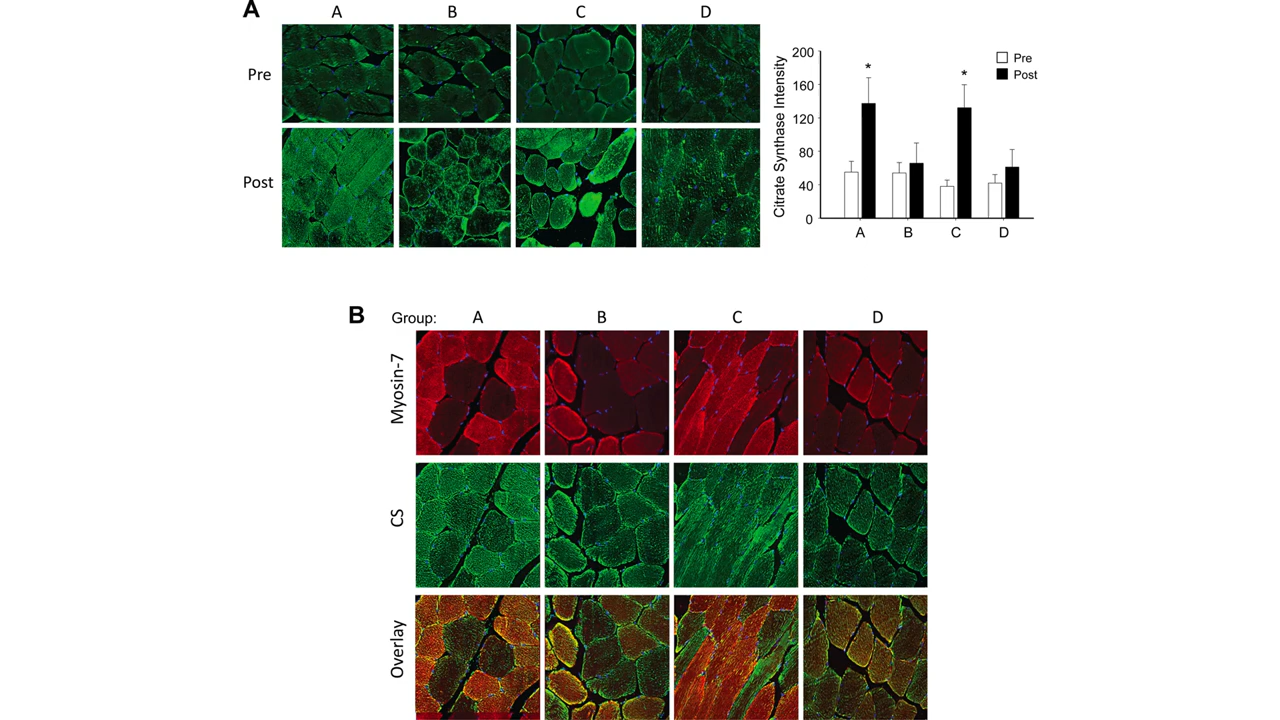 A
A B C D
Pre
Post
Citrate Synthase Intensity
200
160
120
80
40
0
* *
Pre
Post
A B C D
B
Group: A B C D
Myosin-7
CS
Overlay